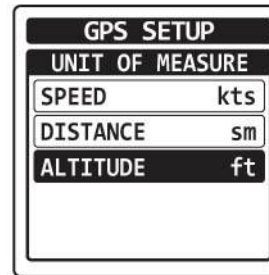 GPS SETUP
UNIT OF MEASURE
SPEED kts
DISTANCE sm
ALTITUDE ft